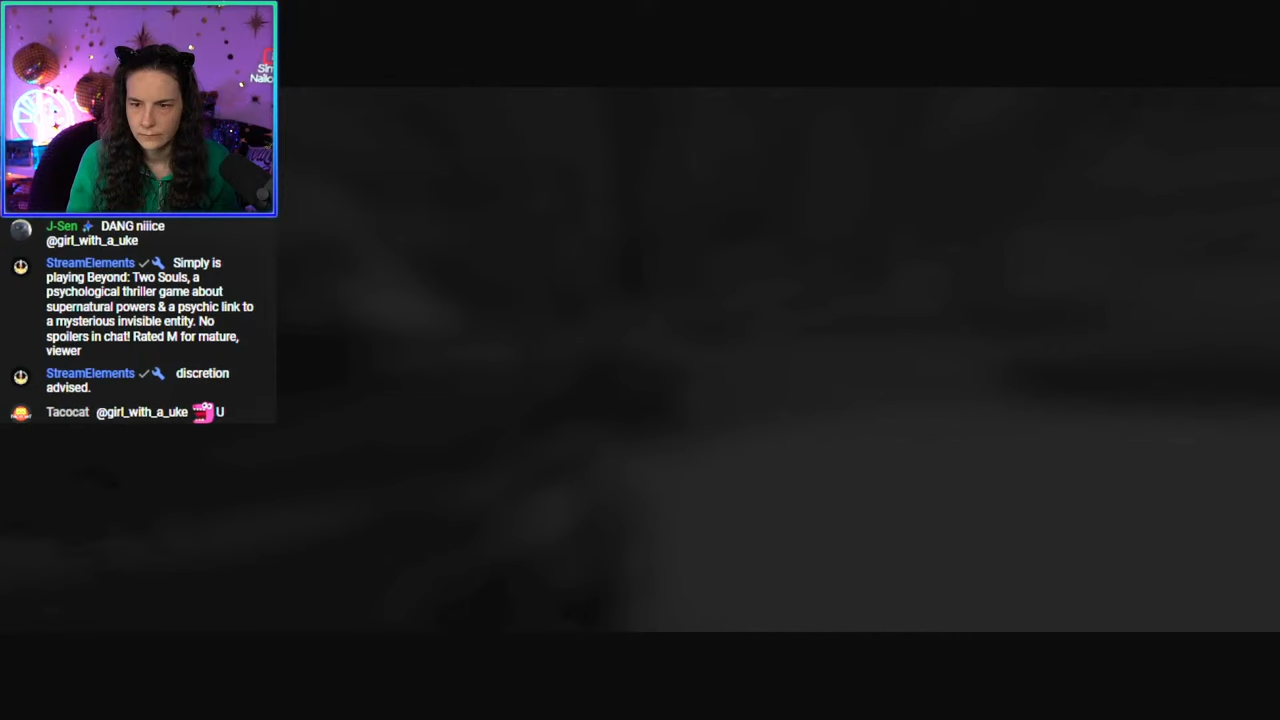 J-Sen DANG niiice
@girl_with_a_uke
StreamElements Simply is
playing Beyond: Two Souls, a
psychological thriller game about
supernatural powers & a psychic link to
a mysterious invisible entity. No
spoilers in chat! Rated M for mature,
viewer
StreamElements discretion
advised.
Tacocat @girl_with_a_uke U